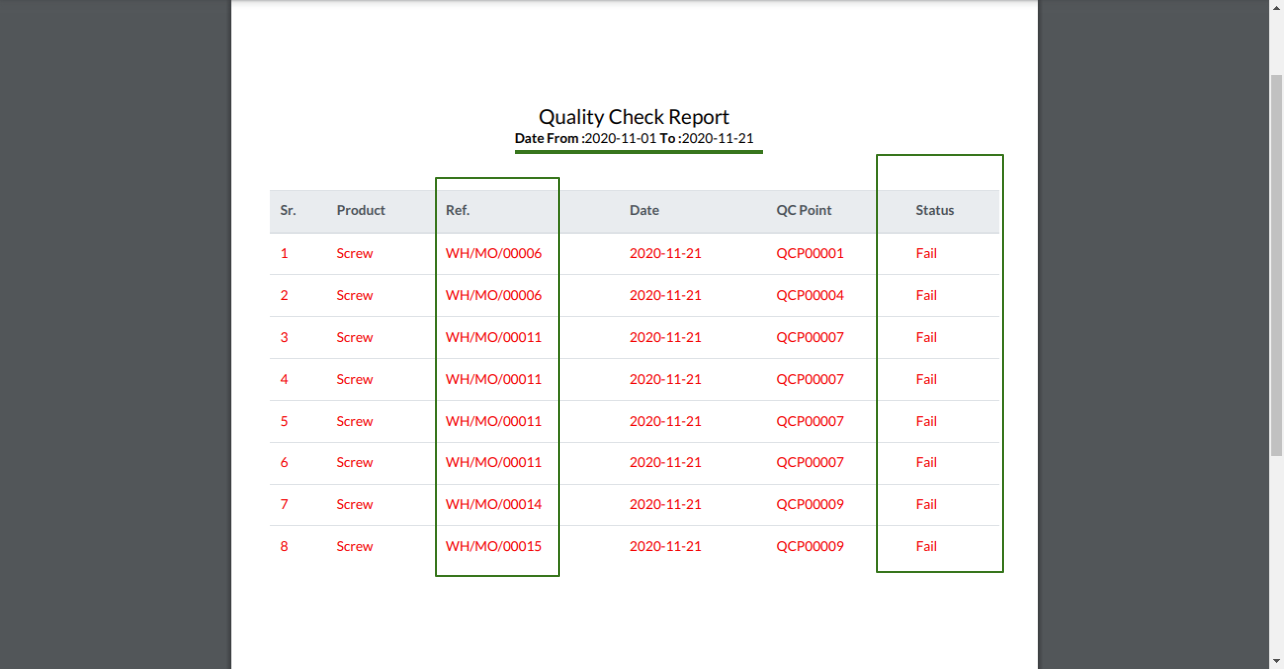 Quality Check Report
Date From :2020-11-01 To :2020-11-21
Sr. Product Ref. Date QC Point Status
1 Screw WH/MO/00006 2020-11-21 QCP00001 Fail
2 Screw WH/MO/00006 2020-11-21 QCP00004 Fail
3 Screw WH/MO/00011 2020-11-21 QCP00007 Fail
4 Screw WH/MO/00011 2020-11-21 QCP00007 Fail
5 Screw WH/MO/00011 2020-11-21 QCP00007 Fail
6 Screw WH/MO/00011 2020-11-21 QCP00007 Fail
7 Screw WH/MO/00014 2020-11-21 QCP00009 Fail
8 Screw WH/MO/00015 2020-11-21 QCP00009 Fail